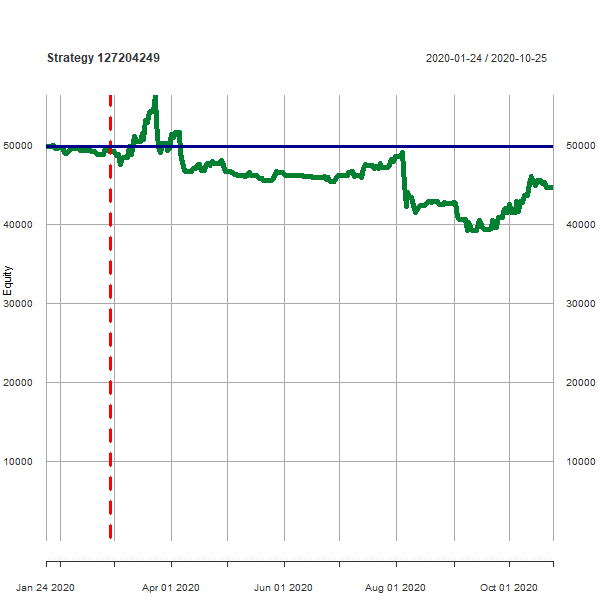 Strategy 127204249
2020-01-24 / 2020-10-25
50000
50000
40000
40000
Equity
30000
30000
20000
20000
10000
10000
Jan 24 2020
Apr 01 2020
Jun 01 2020
Aug 01 2020
Oct 01 2020